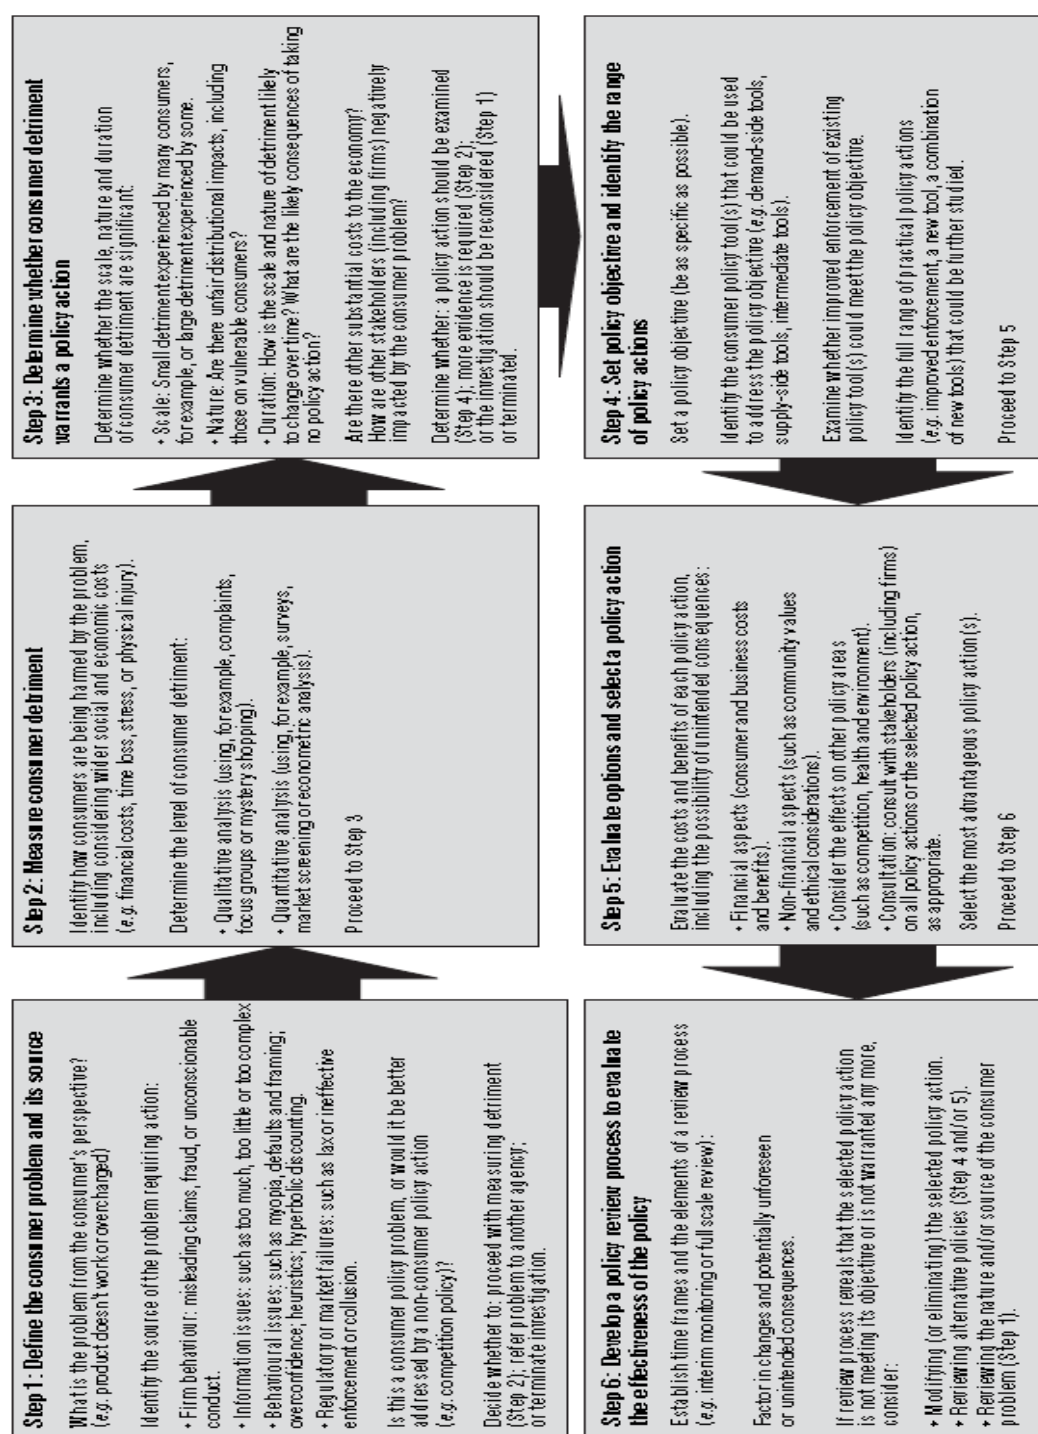 Step 1: Define the consumer problem and its source
What is the problem from the consumer's perspective?
(e.g. product doesn't work or overcharged)
Identify the source of the problem requiring action:
• Firm behaviour: misleading claims, fraud, or unconscionable
conduct.
• Information issues: such as too much, too little or too complex
• Behavioural issues: such as myopia, defaults and framing;
overconfidence; heuristics; hyperbolic discounting.
• Regulatory or market failures: such as lax or ineffective
enforcement or collusion.
Is this a consumer policy problem, or would it be better
addressed by a non-consumer policy action
(e.g. competition policy)?
Decide whether to: proceed with measuring detriment
(Step 2); refer problem to another agency;
or terminate investigation.
Step 2: Measure consumer detriment
Identify how consumers are being harmed by the problem,
including considering wider social and economic costs
(e.g. financial costs, time loss, stress, or physical injury).
Determine the level of consumer detriment:
• Qualitative analysis (using, for example, complaints,
focus groups or mystery shopping).
• Quantitative analysis (using, for example, surveys,
market screening or econometric analysis).
Proceed to Step 3
Step 3: Determine whether consumer detriment
warrants a policy action
Determine whether the scale, nature and duration
of consumer detriment are significant:
• Scale: Small detriment experienced by many consumers,
for example, or large detriment experienced by some.
• Nature: Are there unfair distributional impacts, including
those on vulnerable consumers?
• Duration: How is the scale and nature of detriment likely
to change over time? What are the likely consequences of taking
no policy action?
Are there other substantial costs to the economy?
How are other stakeholders (including firms) negatively
impacted by the consumer problem?
Determine whether: a policy action should be examined
(Step 4); more evidence is required (Step 2);
or the investigation should be reconsidered (Step 1)
or terminated.
Step 4: Set policy objective and identify the range
of policy actions
Set a policy objective (be as specific as possible).
Identify the consumer policy tool(s) that could be used
to address the policy objective (e.g. demand-side tools,
supply-side tools, intermediate tools).
Examine whether improved enforcement of existing
policy tool(s) could meet the policy objective.
Identify the full range of practical policy actions
(e.g. improved enforcement, a new tool, a combination
of new tools) that could be further studied.
Proceed to Step 5
Step 5: Evaluate options and select a policy action
Evaluate the costs and benefits of each policy action,
including the possibility of unintended consequences:
• Financial aspects (consumer and business costs
and benefits).
• Non-financial aspects (such as community values
and ethical considerations).
• Consider the effects on other policy areas
(such as competition, health and environment).
• Consultation: consult with stakeholders (including firms)
on all policy actions or the selected policy action,
as appropriate.
Select the most advantageous policy action(s).
Proceed to Step 6
Step 6: Develop a policy review process to evaluate
the effectiveness of the policy
Establish time frames and the elements of a review process
(e.g. interim monitoring or full scale review):
Factor in changes and potentially unforeseen
or unintended consequences.
If review process reveals that the selected policy action
is not meeting its objective or is not warranted any more,
consider:
• Modifying (or eliminating) the selected policy action.
• Reviewing alternative policies (Step 4 and/or 5).
• Reviewing the nature and/or source of the consumer
problem (Step 1).